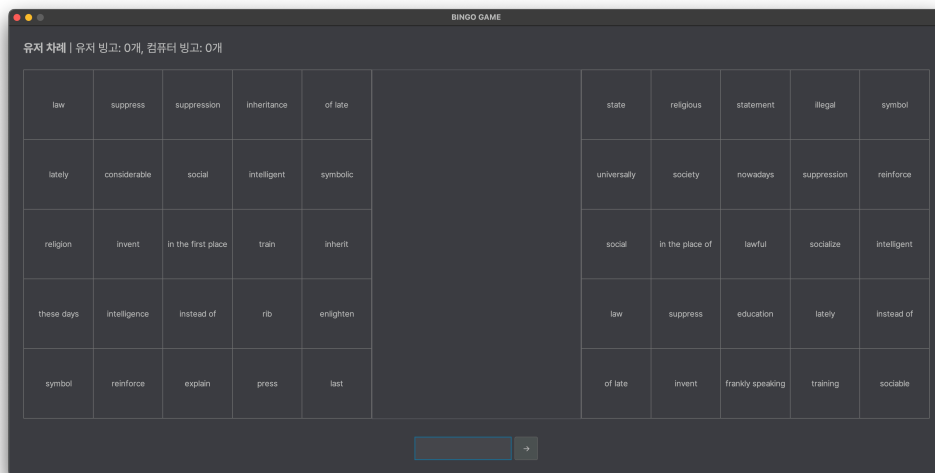 BINGO GAME
유저 차례 | 유저 빙고: 0개, 컴퓨터 빙고: 0개
law suppress suppression inheritance of late state religious statement illegal symbol
lately considerable social intelligent symbolic universally society nowadays suppression reinforce
religion invent in the first place train inherit social in the place of lawful socialize intelligent
these days intelligence instead of rib enlighten law suppress education lately instead of
symbol reinforce explain press last of late invent frankly speaking training sociable
→